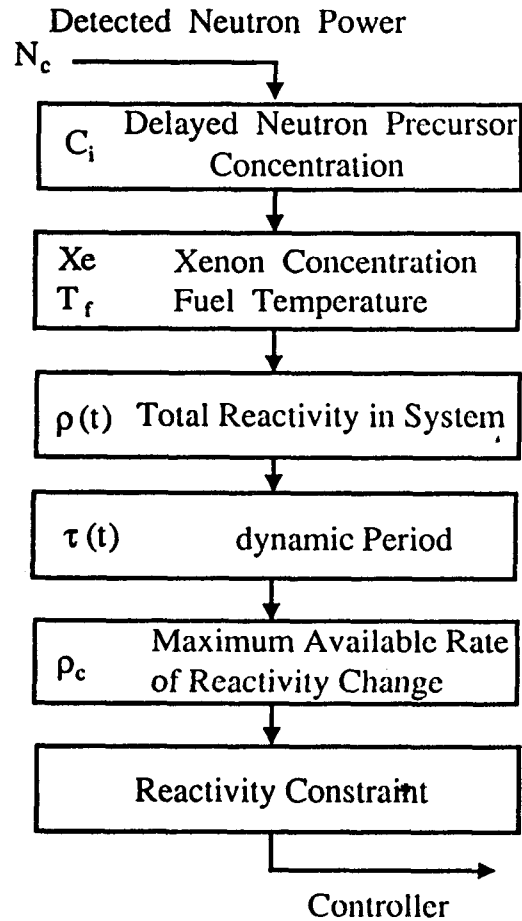 Detected Neutron Power
N_c
C_i Delayed Neutron Precursor
Concentration
Xe Xenon Concentration
T_f Fuel Temperature
ρ(t) Total Reactivity in System
τ(t) dynamic Period
ρ_c Maximum Available Rate
of Reactivity Change
Reactivity Constraint
Controller